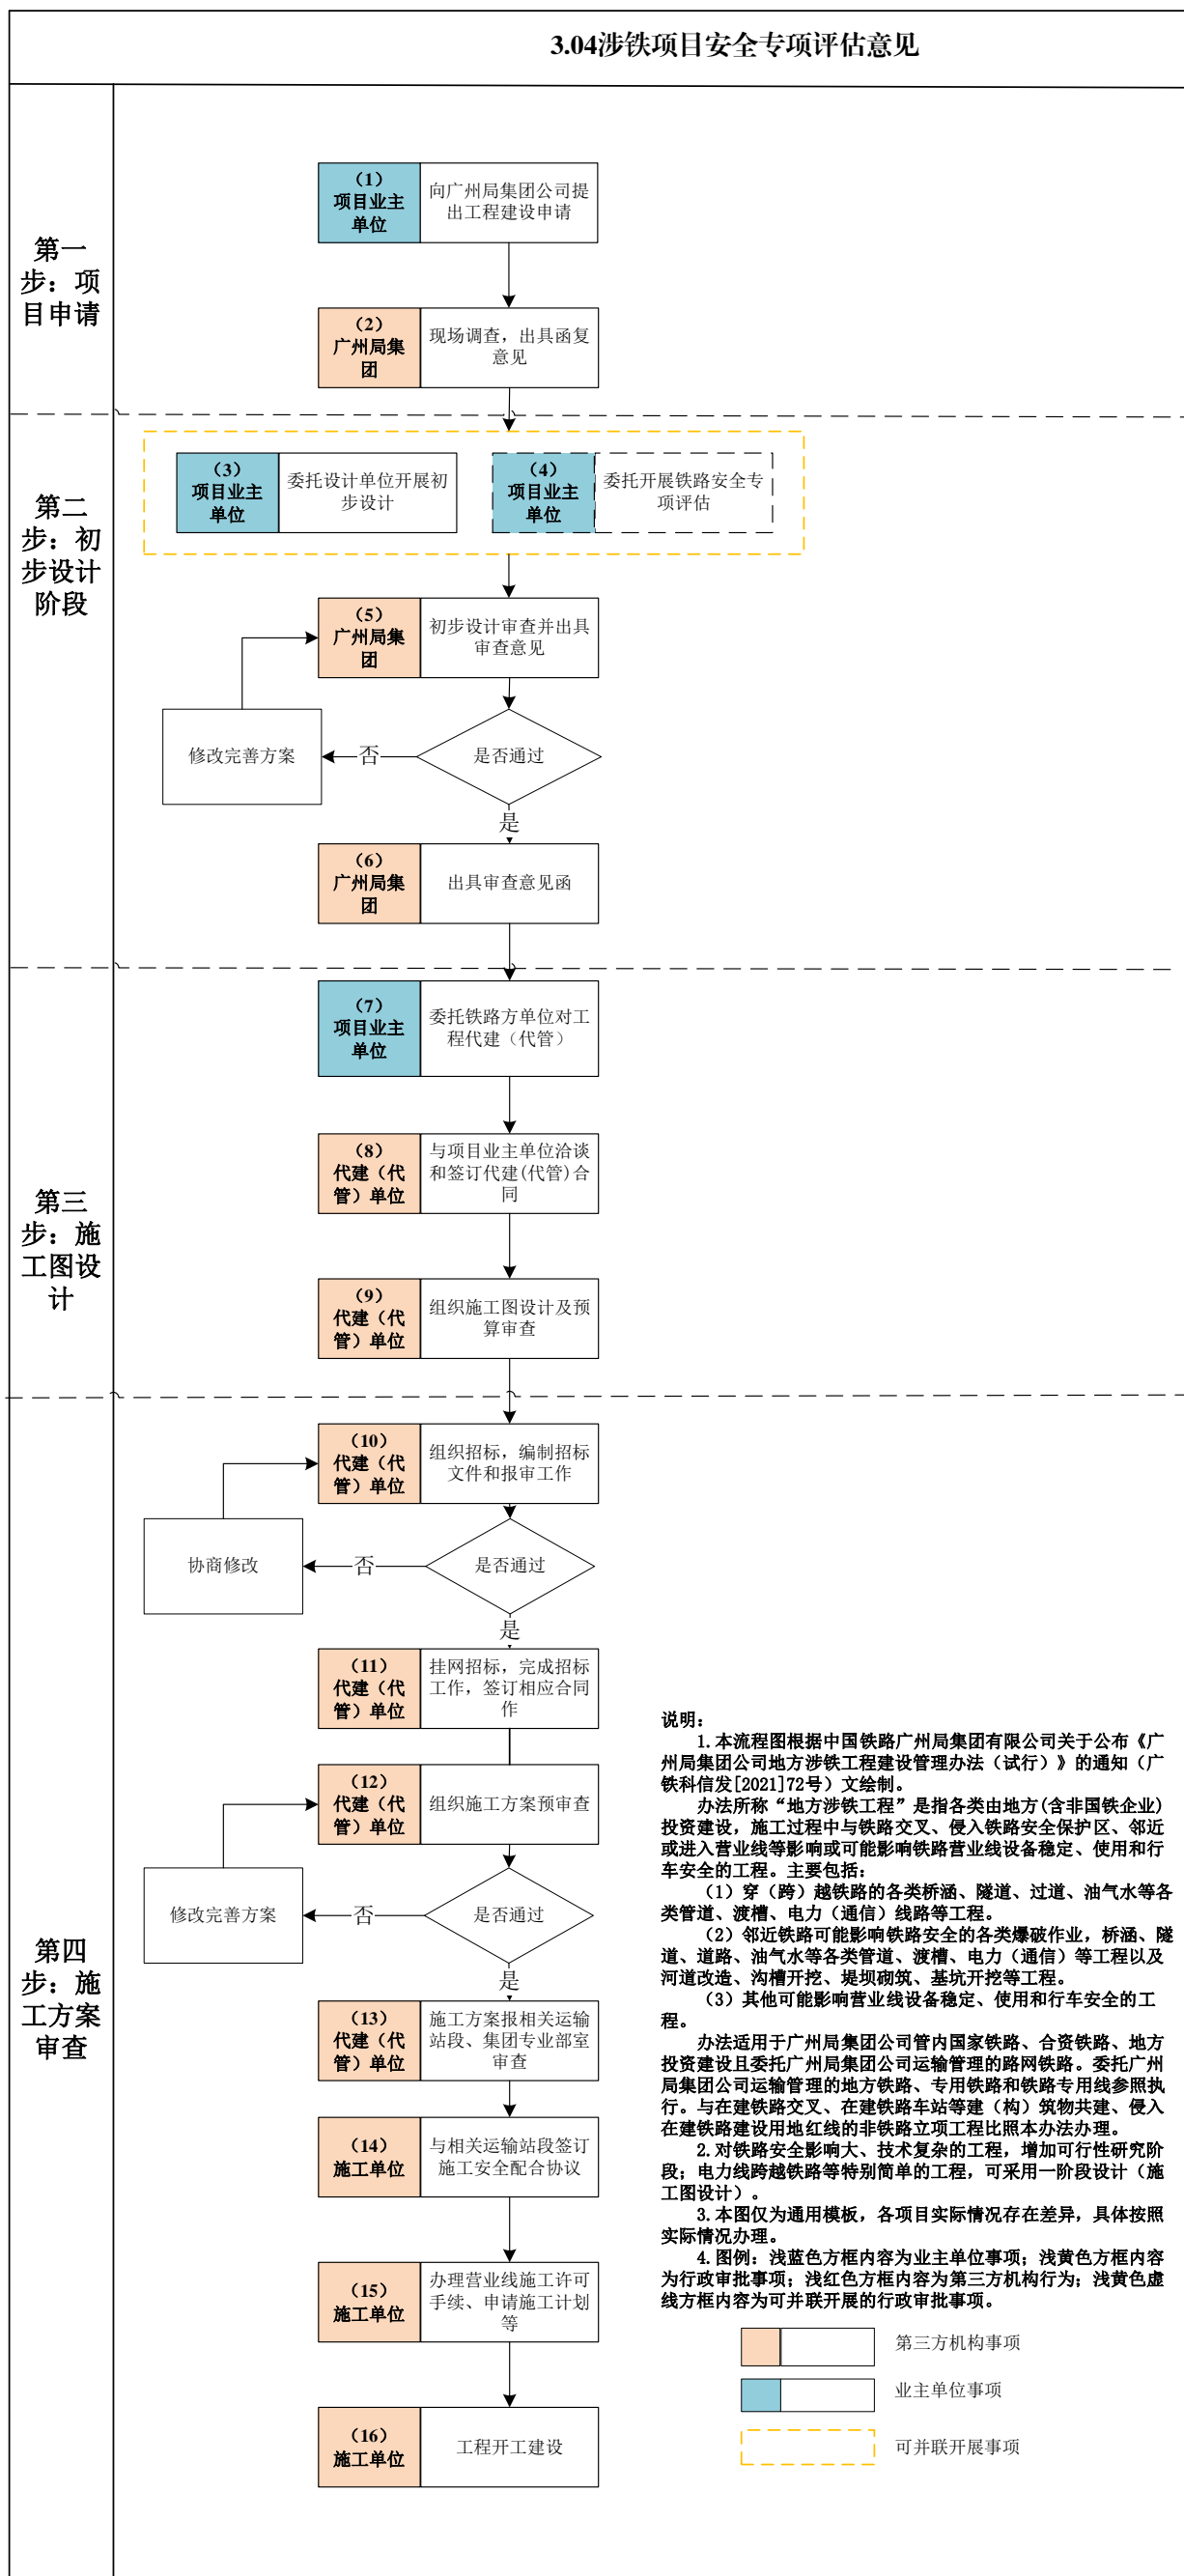 3.04涉铁项目安全专项评估意见
第一
步：项
目申请
（1）
项目业主
单位
向广州局集团公司提
出工程建设申请
（2）
广州局集
团
现场调查，出具函复
意见
第二
步：初
步设计
阶段
（3）
项目业主
单位
委托设计单位开展初
步设计
（4）
项目业主
单位
委托开展铁路安全专
项评估
（5）
广州局集
团
初步设计审查并出具
审查意见
修改完善方案
否
是否通过
是
（6）
广州局集
团
出具审查意见函
第三
步：施
工图设
计
（7）
项目业主
单位
委托铁路方单位对工
程代建（代管）
（8）
代建（代
管）单位
与项目业主单位洽谈
和签订代建(代管)合
同
（9）
代建（代
管）单位
组织施工图设计及预
算审查
第四
步：施
工方案
审查
（10）
代建（代
管）单位
组织招标，编制招标
文件和报审工作
协商修改
否
是否通过
是
（11）
代建（代
管）单位
挂网招标，完成招标
工作，签订相应合同
作
（12）
代建（代
管）单位
组织施工方案预审查
修改完善方案
否
是否通过
是
（13）
代建（代
管）单位
施工方案报相关运输
站段、集团专业部室
审查
（14）
施工单位
与相关运输站段签订
施工安全配合协议
（15）
施工单位
办理营业线施工许可
手续、申请施工计划
等
（16）
施工单位
工程开工建设
说明：
1.本流程图根据中国铁路广州局集团有限公司关于公布《广
州局集团公司地方涉铁工程建设管理办法（试行）》的通知（广
铁科信发[2021]72号）文绘制。
办法所称“地方涉铁工程”是指各类由地方(含非国铁企业)
投资建设，施工过程中与铁路交叉、侵入铁路安全保护区、邻近
或进入营业线等影响或可能影响铁路营业线设备稳定、使用和行
车安全的工程。主要包括：
（1）穿（跨）越铁路的各类桥涵、隧道、过道、油气水等各
类管道、渡槽、电力（通信）线路等工程。
（2）邻近铁路可能影响铁路安全的各类爆破作业，桥涵、隧
道、道路、油气水等各类管道、渡槽、电力（通信）等工程以及
河道改造、沟槽开挖、堤坝砌筑、基坑开挖等工程。
（3）其他可能影响营业线设备稳定、使用和行车安全的工
程。
办法适用于广州局集团公司管内国家铁路、合资铁路、地方
投资建设且委托广州局集团公司运输管理的路网铁路。委托广州
局集团公司运输管理的地方铁路、专用铁路和铁路专用线参照执
行。与在建铁路交叉、在建铁路车站等建（构）筑物共建、侵入
在建铁路建设用地红线的非铁路立项工程比照本办法办理。
2.对铁路安全影响大、技术复杂的工程，增加可行性研究阶
段；电力线跨越铁路等特别简单的工程，可采用一阶段设计（施
工图设计）。
3.本图仅为通用模板，各项目实际情况存在差异，具体按照
实际情况办理。
4.图例：浅蓝色方框内容为业主单位事项；浅黄色方框内容
为行政审批事项；浅红色方框内容为第三方机构行为；浅黄色虚
线方框内容为可并联开展的行政审批事项。
第三方机构事项
业主单位事项
可并联开展事项